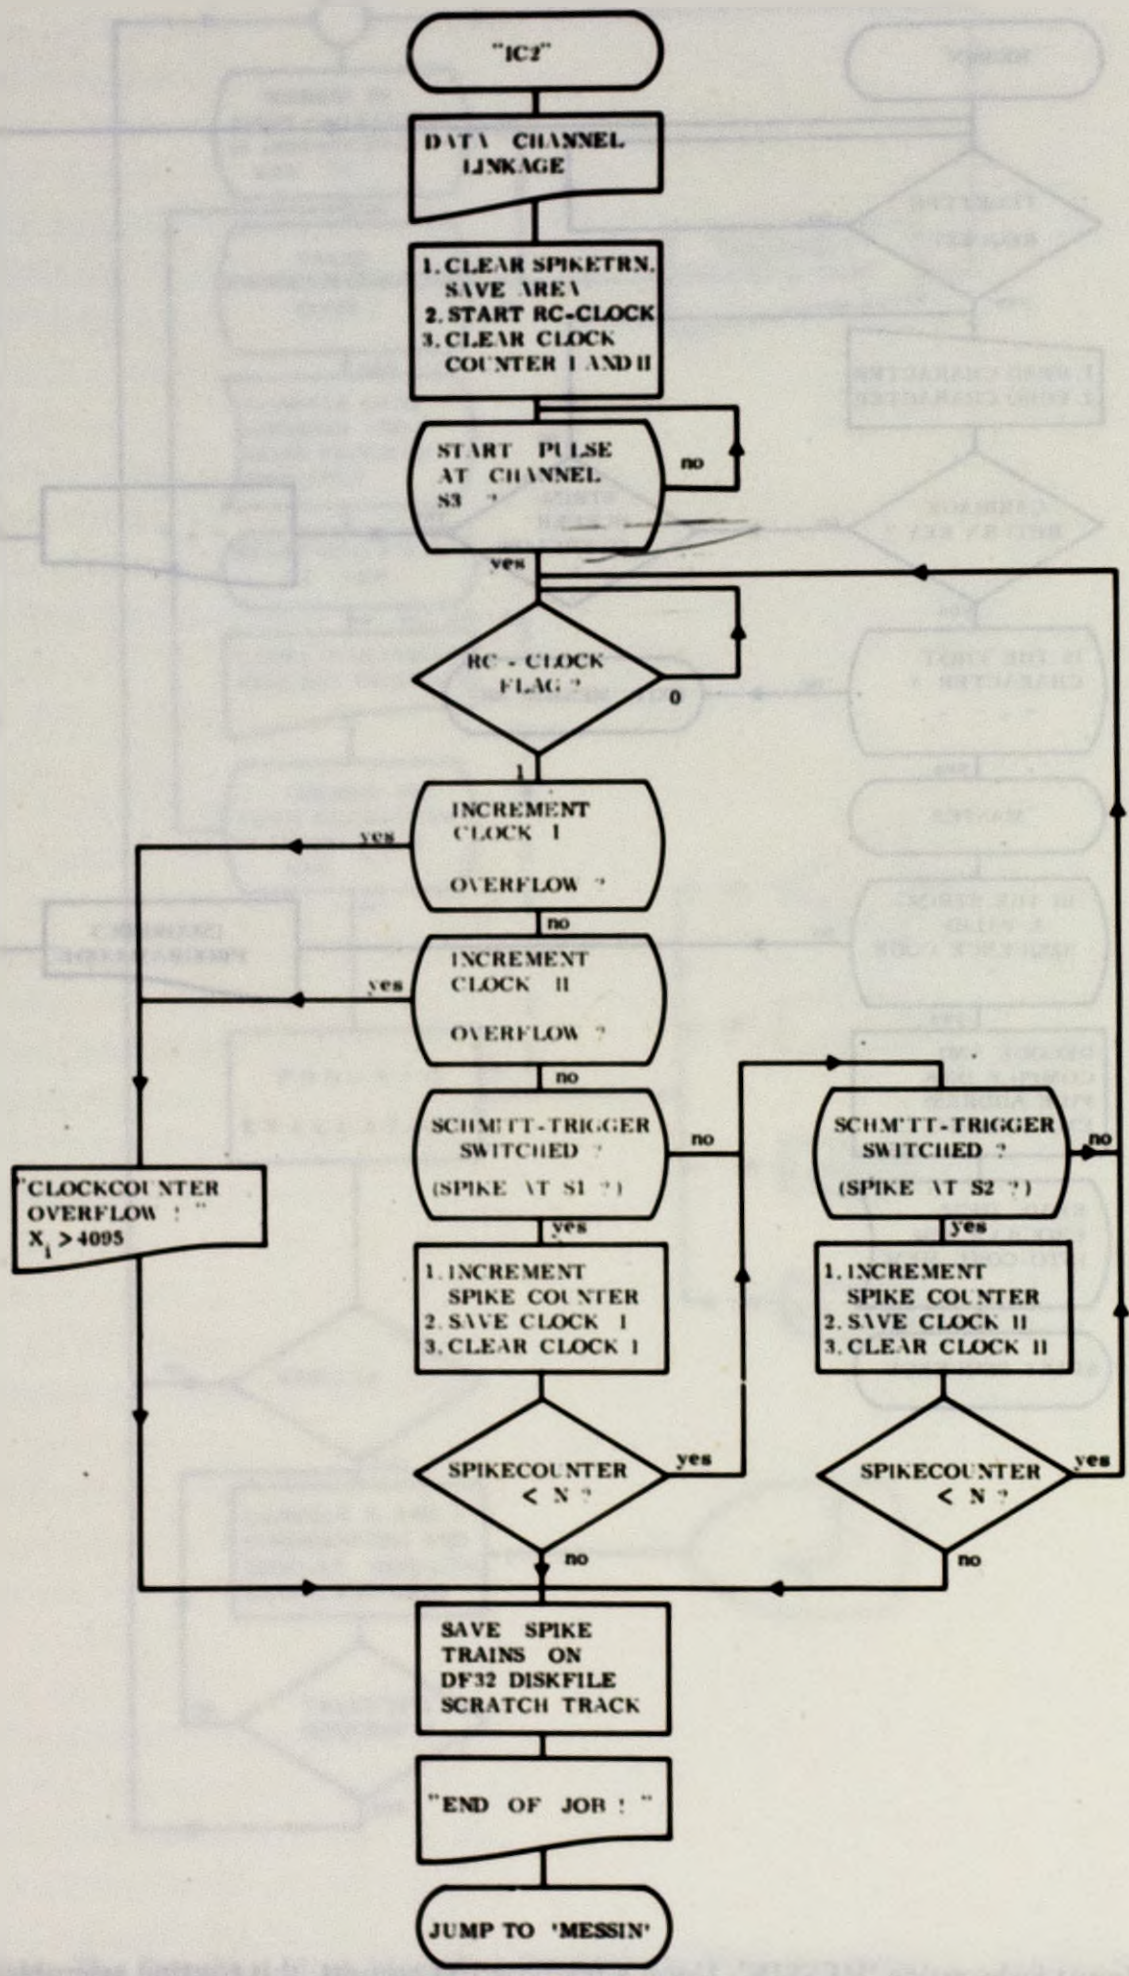 "IC2"
DATA CHANNEL
LINKAGE
1. CLEAR SPIKETRN.
SAVE AREA
2. START RC-CLOCK
3. CLEAR CLOCK
COUNTER I AND II
START PULSE
AT CHANNEL
S3 ?
no
yes
RC - CLOCK
FLAG ?
0
1
INCREMENT
CLOCK I
OVERFLOW ?
yes
no
INCREMENT
CLOCK II
OVERFLOW ?
yes
no
SCHMITT-TRIGGER
SWITCHED ?
(SPIKE AT S1 ?)
no
yes
SCHMITT-TRIGGER
SWITCHED ?
(SPIKE AT S2 ?)
no
yes
"CLOCKCOUNTER
OVERFLOW ! "
Xi > 4095
1. INCREMENT
SPIKE COUNTER
2. SAVE CLOCK I
3. CLEAR CLOCK I
1. INCREMENT
SPIKE COUNTER
2. SAVE CLOCK II
3. CLEAR CLOCK II
SPIKECOUNTER
< N ?
yes
no
SPIKECOUNTER
< N ?
yes
no
SAVE SPIKE
TRAINS ON
DF32 DISKFILE
SCRATCH TRACK
"END OF JOB ! "
JUMP TO 'MESSIN'